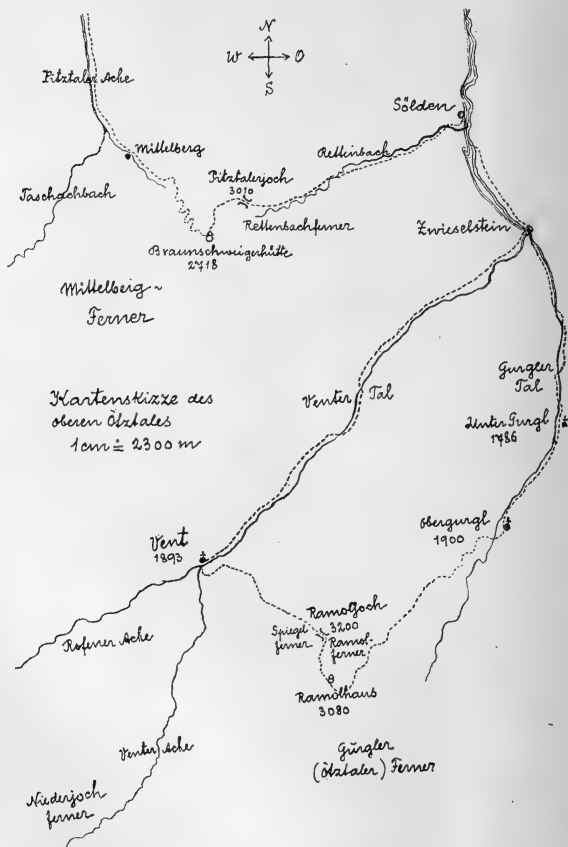 N
W O
S
Pitztaler Ache
Sölden
Mittelberg
Rettenbach
Pitztalerjoch
3010
Taschachbach
Rettenbachferner
Zwieselstein
Braunschweigerhütte
2718
Mittelberg~
Ferner
Gurgler
Tal
Kartenskizze des
oberen Ötztales
1cm ≐ 2300 m
Venter Tal
Unter Gurgl
1786
Obergurgl
1900
Vent
1893
Ramoljoch
3200
Spiegel
ferner
Ramol
ferner
Rofener Ache
Ramolhaus
3080
Venter Ache
Gurgler
(Ötztaler) Ferner
Niederjoch
ferner